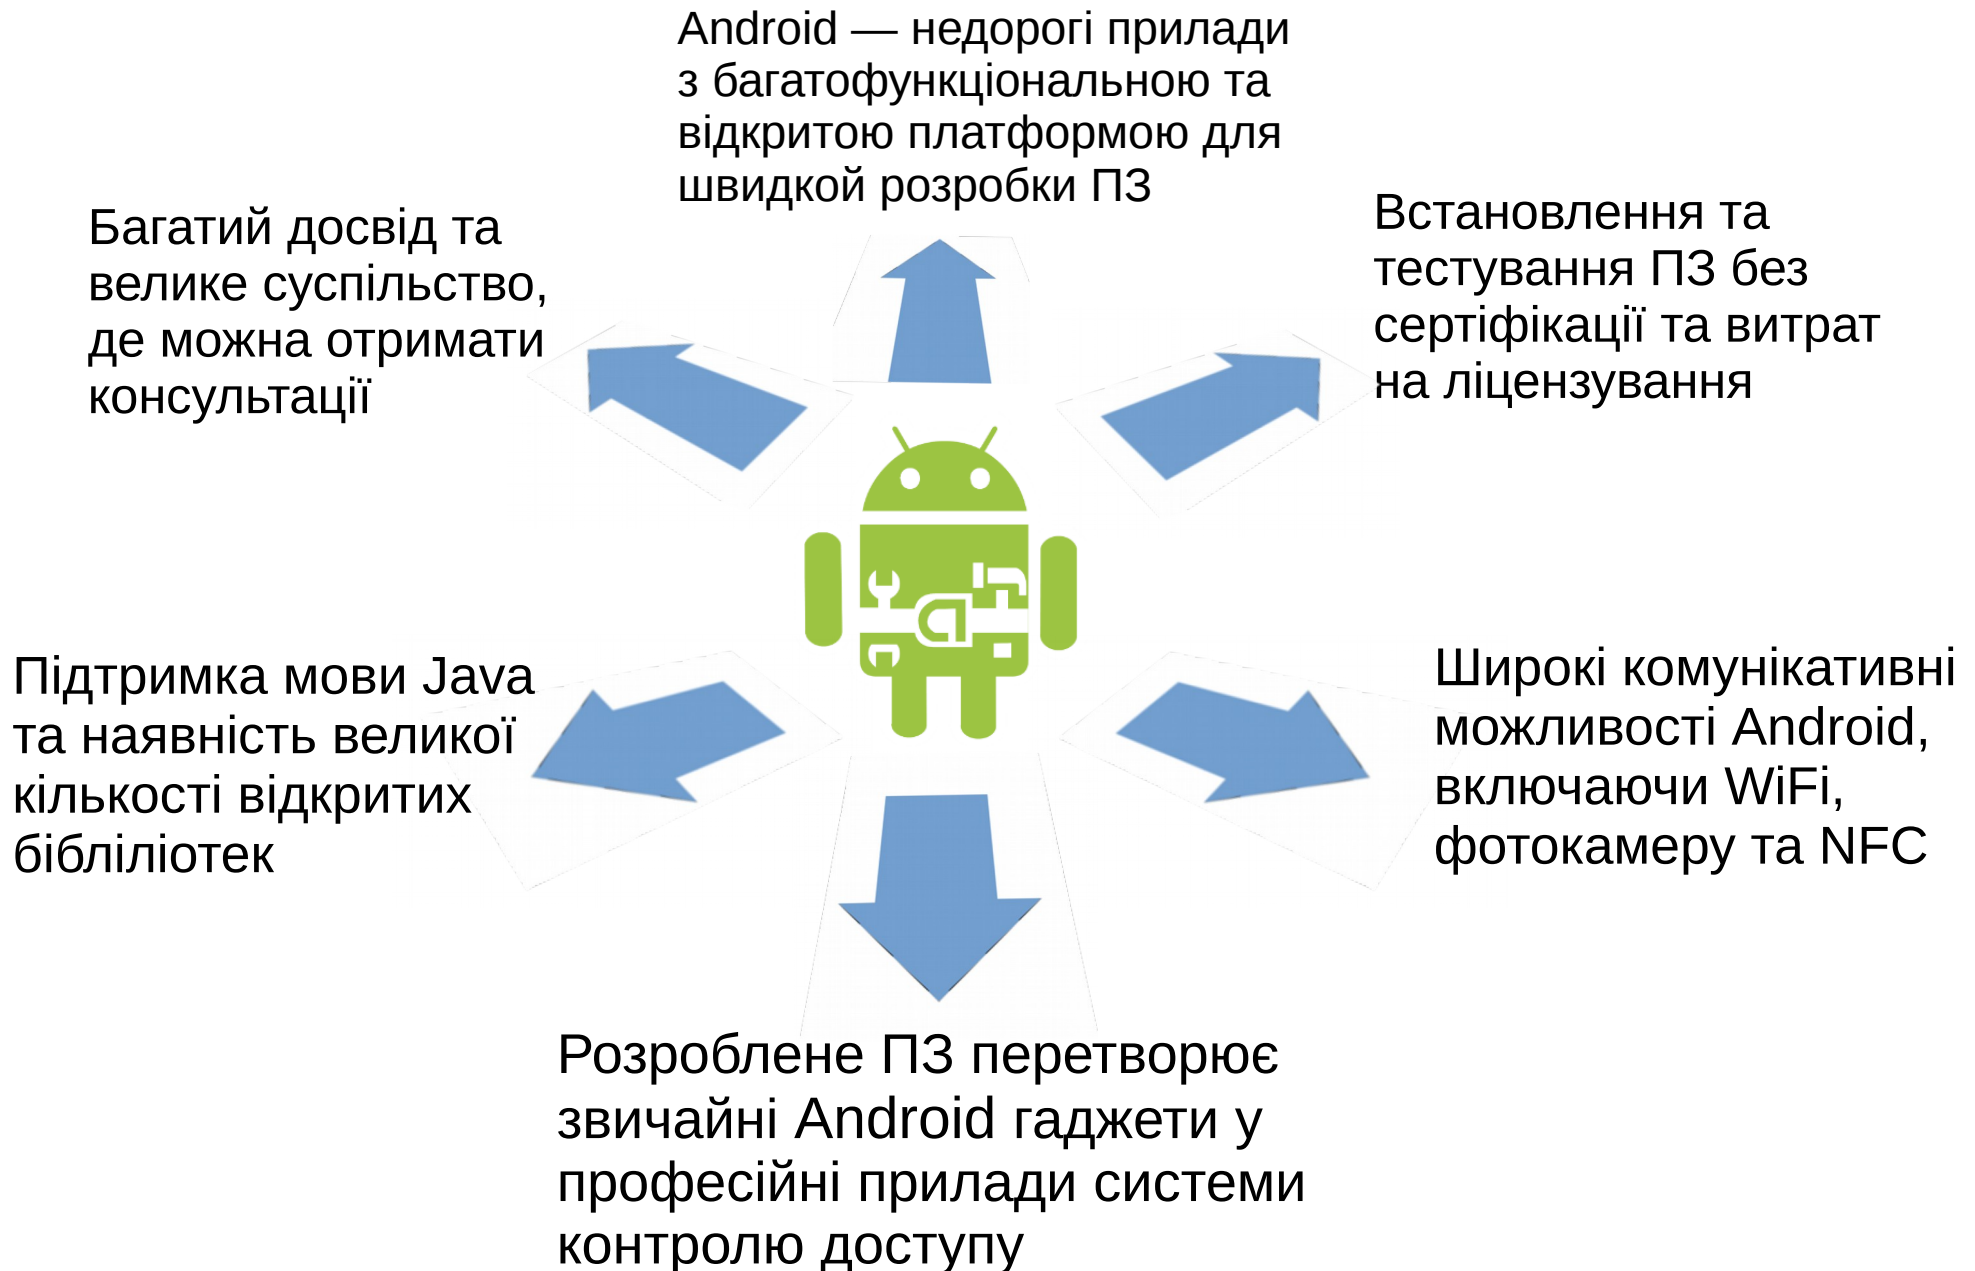 Android — недорогі прилади
з багатофункціональною та
відкритою платформою для
швидкой розробки ПЗ
Багатий досвід та
велике суспільство,
де можна отримати
консультації
Встановлення та
тестування ПЗ без
сертіфікації та витрат
на ліцензування
Підтримка мови Java
та наявність великої
кількості відкритих
бібліліотек
Широкі комунікативні
можливості Android,
включаючи WiFi,
фотокамеру та NFC
Розроблене ПЗ перетворює
звичайні Android гаджети у
професійні прилади системи
контролю доступу